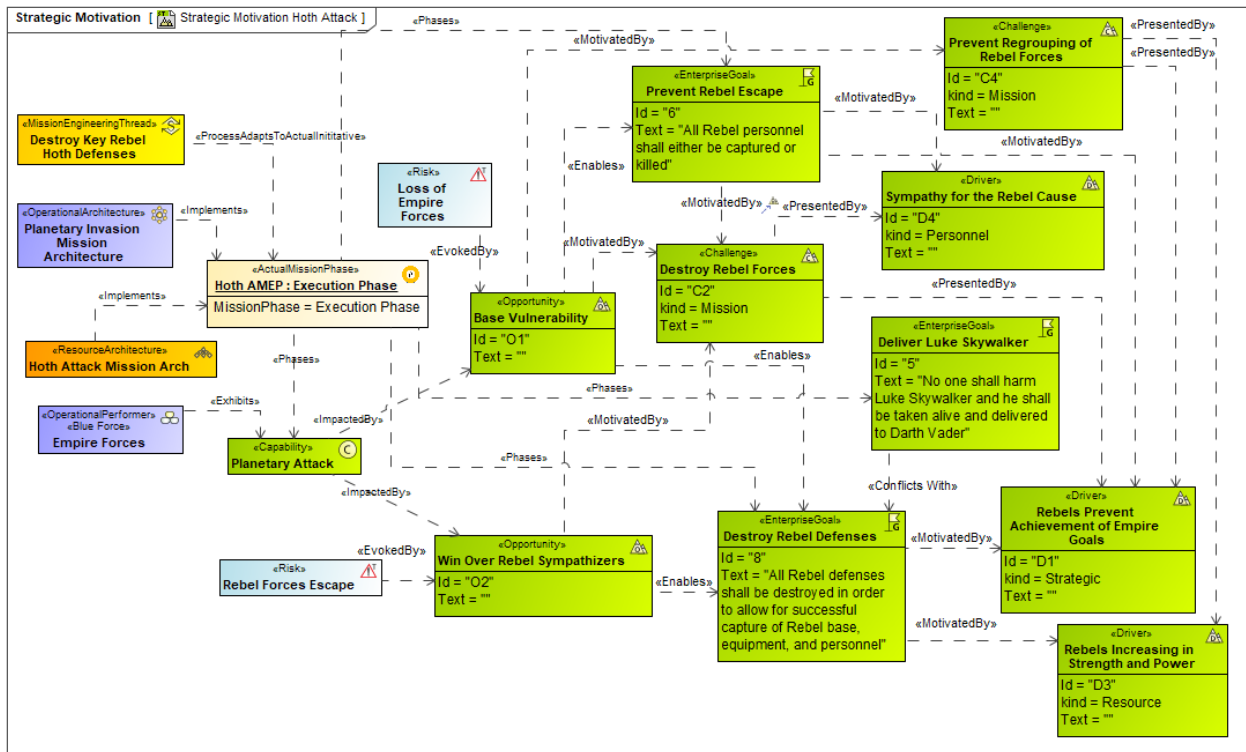 Strategic Motivation [ Strategic Motivation Hoth Attack ]
«Phases»
«MotivatedBy»
«Challenge»
Prevent Regrouping of
Rebel Forces
Id = "C4"
kind = Mission
Text = ""
«PresentedBy»
«PresentedBy»
«EnterpriseGoal»
Prevent Rebel Escape
Id = "6"
Text = "All Rebel personnel
shall either be captured or
killed"
«MotivatedBy»
«MotivatedBy»
«MissionEngineeringThread»
Destroy Key Rebel
Hoth Defenses
«ProcessAdaptsToActualInititative»
«Enables»
«Risk»
Loss of
Empire
Forces
«Driver»
Sympathy for the Rebel Cause
Id = "D4"
kind = Personnel
Text = ""
«MotivatedBy»
«PresentedBy»
«OperationalArchitecture»
Planetary Invasion
Mission
Architecture
«Implements»
«EvokedBy»
«MotivatedBy»
«Challenge»
Destroy Rebel Forces
Id = "C2"
kind = Mission
Text = ""
«PresentedBy»
«ActualMissionPhase»
Hoth AMEP : Execution Phase
MissionPhase = Execution Phase
«Implements»
«Opportunity»
Base Vulnerability
Id = "O1"
Text = ""
«EnterpriseGoal»
Deliver Luke Skywalker
Id = "5"
Text = "No one shall harm
Luke Skywalker and he shall
be taken alive and delivered
to Darth Vader"
«ResourceArchitecture»
Hoth Attack Mission Arch
«Phases»
«Enables»
«Phases»
«Exhibits»
«OperationalPerformer»
«Blue Force»
Empire Forces
«ImpactedBy»
«MotivatedBy»
«Capability»
Planetary Attack
C
«Phases»
«ImpactedBy»
«Conflicts With»
«EnterpriseGoal»
Destroy Rebel Defenses
Id = "8"
Text = "All Rebel defenses
shall be destroyed in order
to allow for successful
capture of Rebel base,
equipment, and personnel"
«Driver»
Rebels Prevent
Achievement of Empire
Goals
Id = "D1"
kind = Strategic
Text = ""
«MotivatedBy»
«EvokedBy»
«Risk»
Rebel Forces Escape
«Opportunity»
Win Over Rebel Sympathizers
Id = "O2"
Text = ""
«Enables»
«MotivatedBy»
«Driver»
Rebels Increasing in
Strength and Power
Id = "D3"
kind = Resource
Text = ""